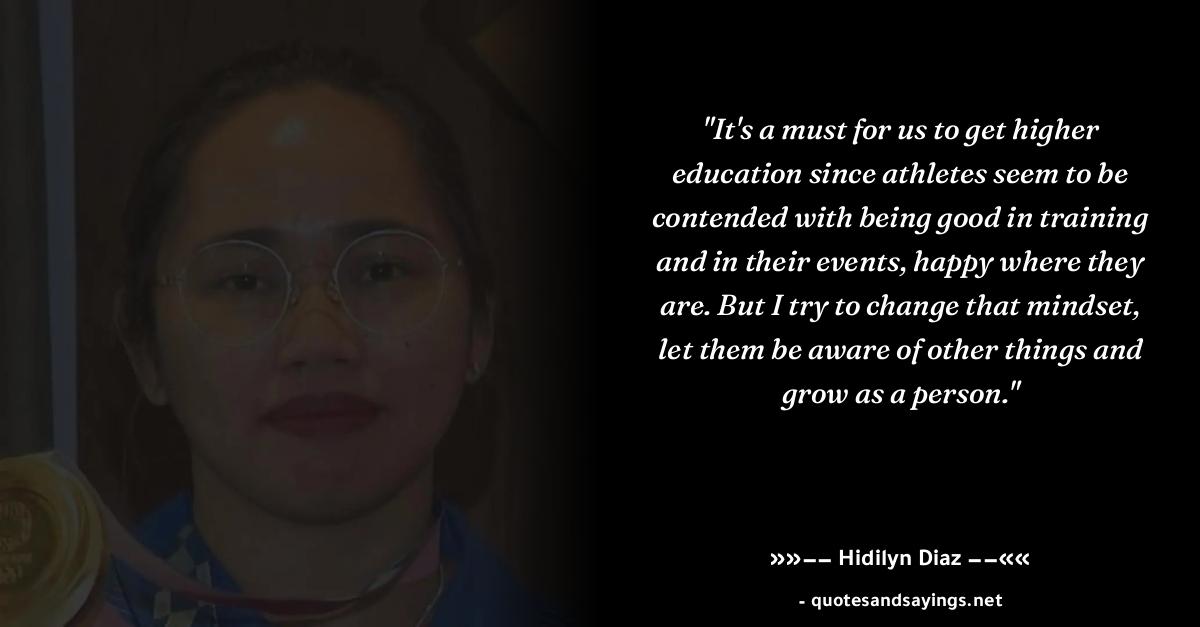 "It's a must for us to get higher
education since athletes seem to be
contended with being good in training
and in their events, happy where they
are. But I try to change that mindset,
let them be aware of other things and
grow as a person."
»»−− Hidilyn Diaz −−««
- quotesandsayings.net